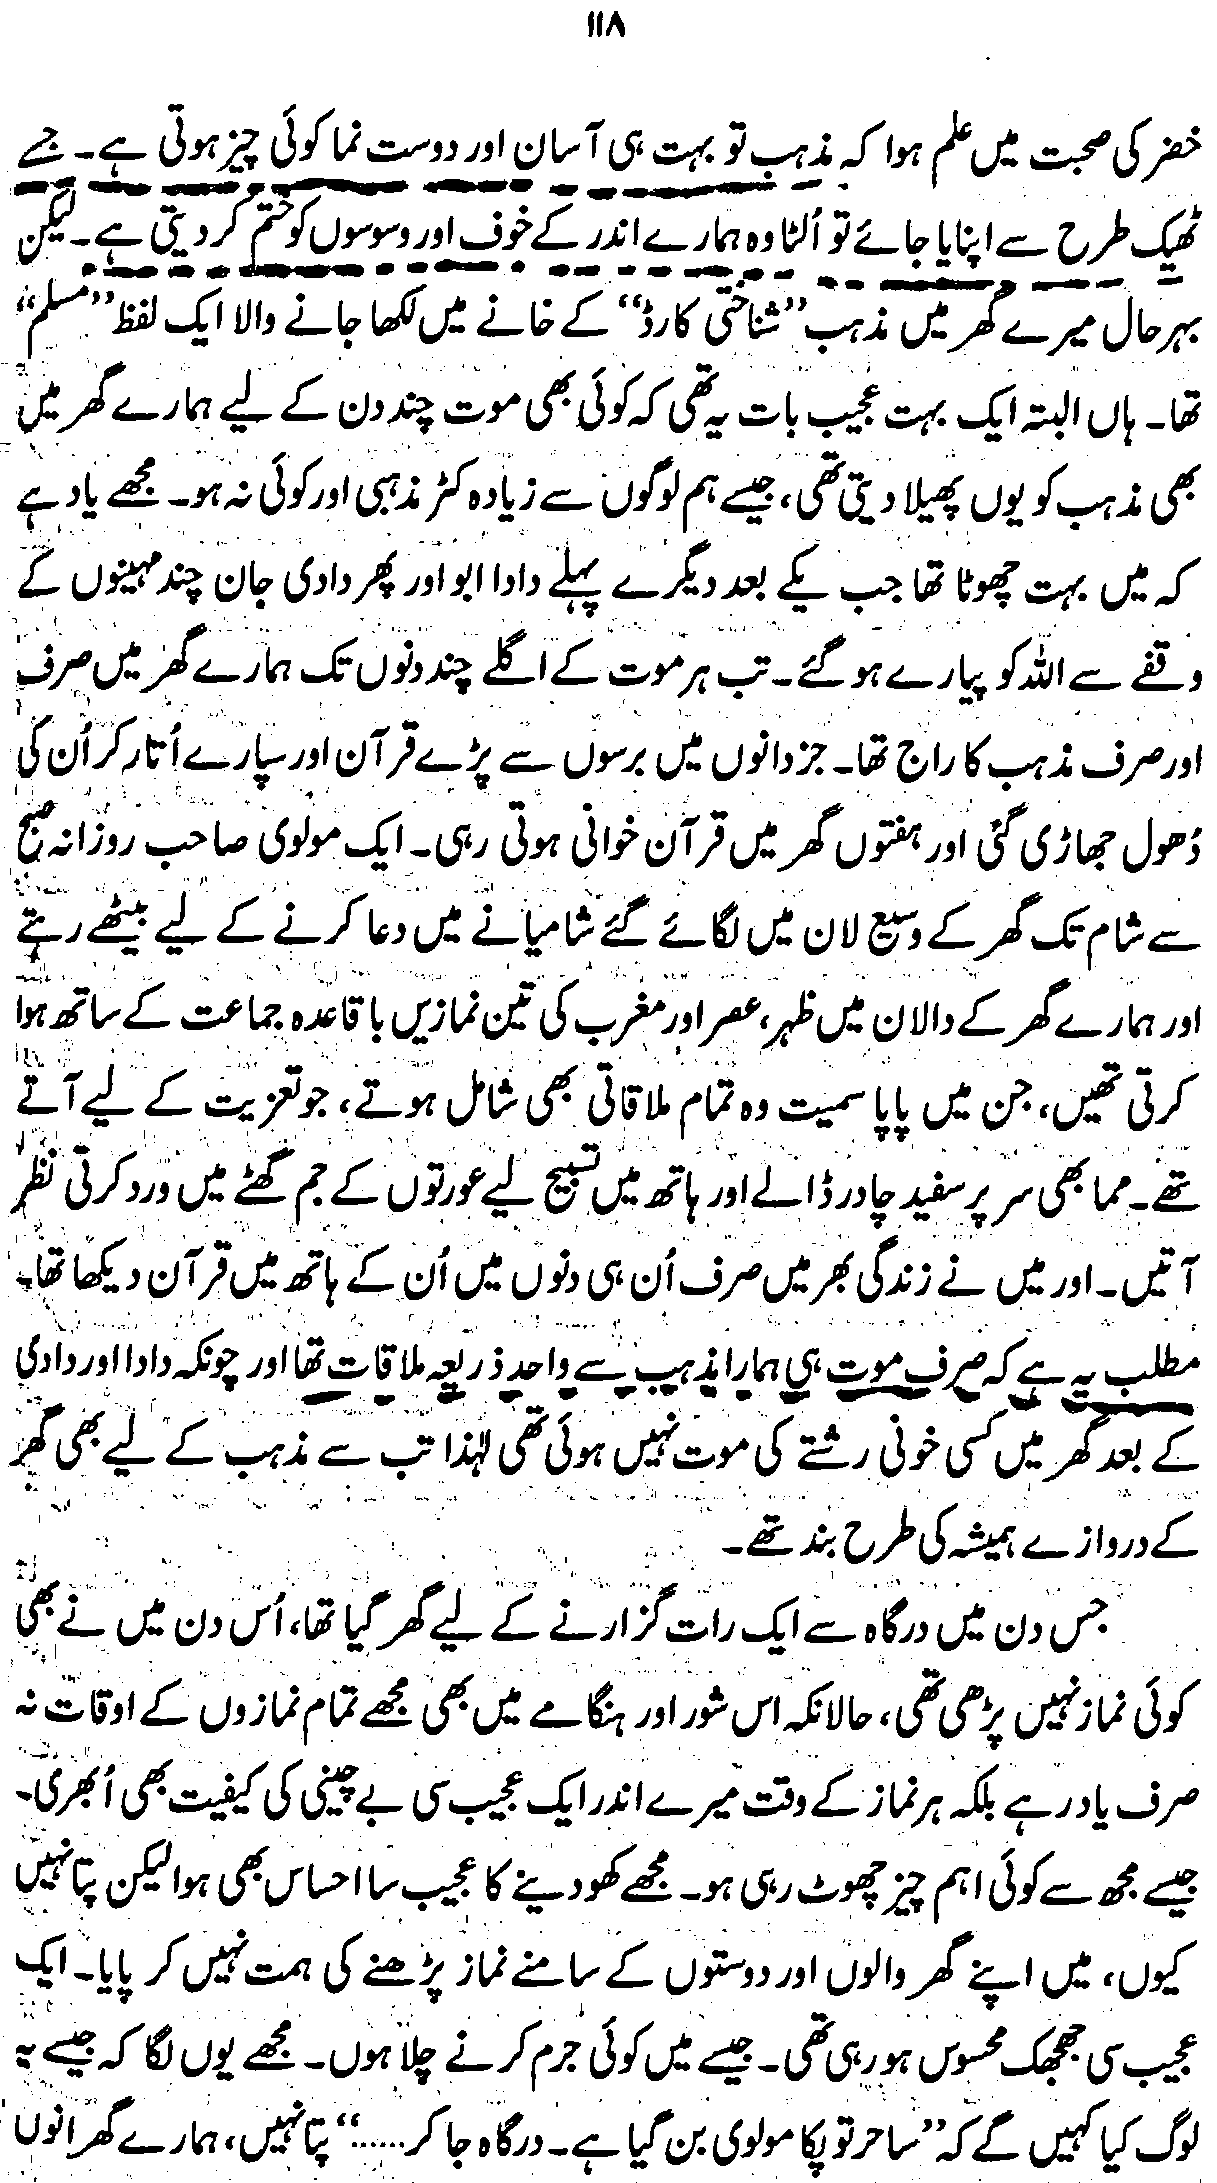 ۱۱۸
خضر کی صحبت میں علم ہوا کہ مذہب تو بہت ہی آسان اور دوست نما کوئی چیز ہوتی ہے۔ جسے
ٹھیک طرح سے اپنایا جائے تو اُلٹا وہ ہمارے اندر کے خوف اور وسوسوں کو ختم کر دیتی ہے۔ لیکن
بہر حال میرے گھر میں مذہب ”شناختی کارڈ“ کے خانے میں لکھا جانے والا ایک لفظ ”مسلم“
تھا۔ ہاں البتہ ایک بہت عجیب بات یہ تھی کہ کوئی بھی موت چند دن کے لیے ہمارے گھر میں
بھی مذہب کو یوں پھیلا دیتی تھی، جیسے ہم لوگوں سے زیادہ کٹر مذہبی اور کوئی نہ ہو۔ مجھے یاد ہے
کہ میں بہت چھوٹا تھا جب یکے بعد دیگرے پہلے دادا ابو اور پھر دادی جان چند مہینوں کے
وقفے سے اللہ کو پیارے ہو گئے۔ تب ہر موت کے اگلے چند دنوں تک ہمارے گھر میں صرف
اور صرف مذہب کا راج تھا۔ جزدانوں میں برسوں سے پڑے قرآن اور سپارے اُتار کر اُن کی
دُھول جھاڑی گئی اور ہفتوں گھر میں قرآن خوانی ہوتی رہی۔ ایک مولوی صاحب روزانہ صبح
سے شام تک گھر کے وسیع لان میں لگائے گئے شامیانے میں دعا کرنے کے لیے بیٹھے رہتے
اور ہمارے گھر کے دالان میں ظہر، عصر اور مغرب کی تین نمازیں باقاعدہ جماعت کے ساتھ ہوا
کرتی تھیں، جن میں پاپا سمیت وہ تمام ملاقاتی بھی شامل ہوتے، جو تعزیت کے لیے آتے
تھے۔ مما بھی سر پر سفید چادر ڈالے اور ہاتھ میں تسبیح لیے عورتوں کے جم گھٹے میں ورد کرتی نظر
آتیں۔ اور میں نے زندگی بھر میں صرف اُن ہی دنوں میں اُن کے ہاتھ میں قرآن دیکھا تھا۔
مطلب یہ ہے کہ صرف موت ہی ہمارا مذہب سے واحد ذریعہ ملاقات تھا اور چونکہ دادا اور دادی
کے بعد گھر میں کسی خونی رشتے کی موت نہیں ہوئی تھی لہٰذا تب سے مذہب کے لیے بھی گھر
کے دروازے ہمیشہ کی طرح بند تھے۔
جس دن میں درگاہ سے ایک رات گزارنے کے لیے گھر گیا تھا، اُس دن میں نے بھی
کوئی نماز نہیں پڑھی تھی، حالانکہ اس شور اور ہنگامے میں بھی مجھے تمام نمازوں کے اوقات نہ
صرف یاد رہے بلکہ ہر نماز کے وقت میرے اندر ایک عجیب سی بے چینی کی کیفیت بھی اُبھری۔
جیسے مجھ سے کوئی اہم چیز چھوٹ رہی ہو۔ مجھے کھو دینے کا عجیب سا احساس بھی ہوا لیکن پتا نہیں
کیوں، میں اپنے گھر والوں اور دوستوں کے سامنے نماز پڑھنے کی ہمت نہیں کر پایا۔ ایک
عجیب سی جھجھک محسوس ہو رہی تھی۔ جیسے میں کوئی جرم کرنے چلا ہوں۔ مجھے یوں لگا کہ جیسے یہ
لوگ کیا کہیں گے کہ ”ساحر تو پکا مولوی بن گیا ہے۔ درگاہ جا کر......“ پتا نہیں، ہمارے گھرانوں